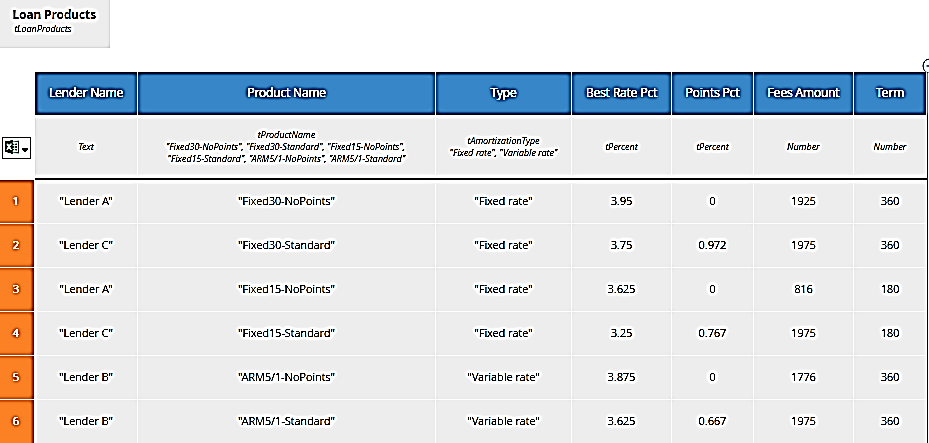 Loan Products
tLoanProducts
Lender Name Product Name Type Best Rate Pct Points Pct Fees Amount Term
Text tProductName "Fixed30-NoPoints", "Fixed30-Standard", "Fixed15-NoPoints", "Fixed15-Standard", "ARM5/1-NoPoints", "ARM5/1-Standard" tAmortizationType "Fixed rate", "Variable rate" tPercent tPercent Number Number
1 "Lender A" "Fixed30-NoPoints" "Fixed rate" 3.95 0 1925 360
2 "Lender C" "Fixed30-Standard" "Fixed rate" 3.75 0.972 1975 360
3 "Lender A" "Fixed15-NoPoints" "Fixed rate" 3.625 0 816 180
4 "Lender C" "Fixed15-Standard" "Fixed rate" 3.25 0.767 1975 180
5 "Lender B" "ARM5/1-NoPoints" "Variable rate" 3.875 0 1776 360
6 "Lender B" "ARM5/1-Standard" "Variable rate" 3.625 0.667 1975 360